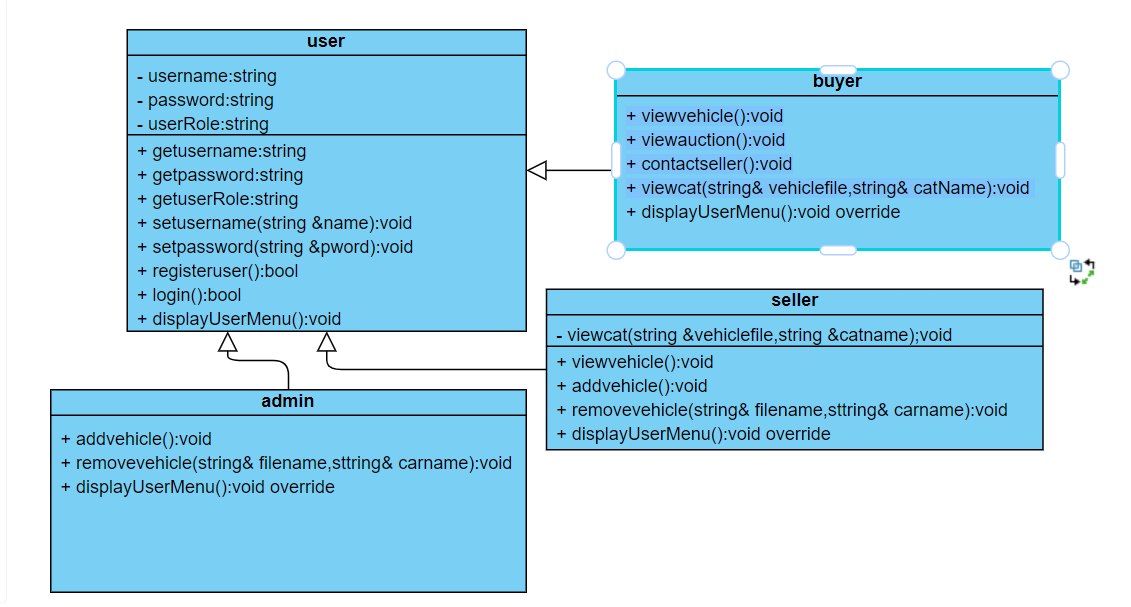 user
- username:string
- password:string
- userRole:string
+ getusername:string
+ getpassword:string
+ getuserRole:string
+ setusername(string &name):void
+ setpassword(string &pword):void
+ registeruser():bool
+ login():bool
+ displayUserMenu():void
buyer
+ viewvehicle():void
+ viewauction():void
+ contactseller():void
+ viewcat(string& vehiclefile,string& catName):void
+ displayUserMenu():void override
seller
- viewcat(string &vehiclefile,string &catname);void
+ viewvehicle():void
+ addvehicle():void
+ removevehicle(string& filename,sttring& carname):void
+ displayUserMenu():void override
admin
+ addvehicle():void
+ removevehicle(string& filename,sttring& carname):void
+ displayUserMenu():void override